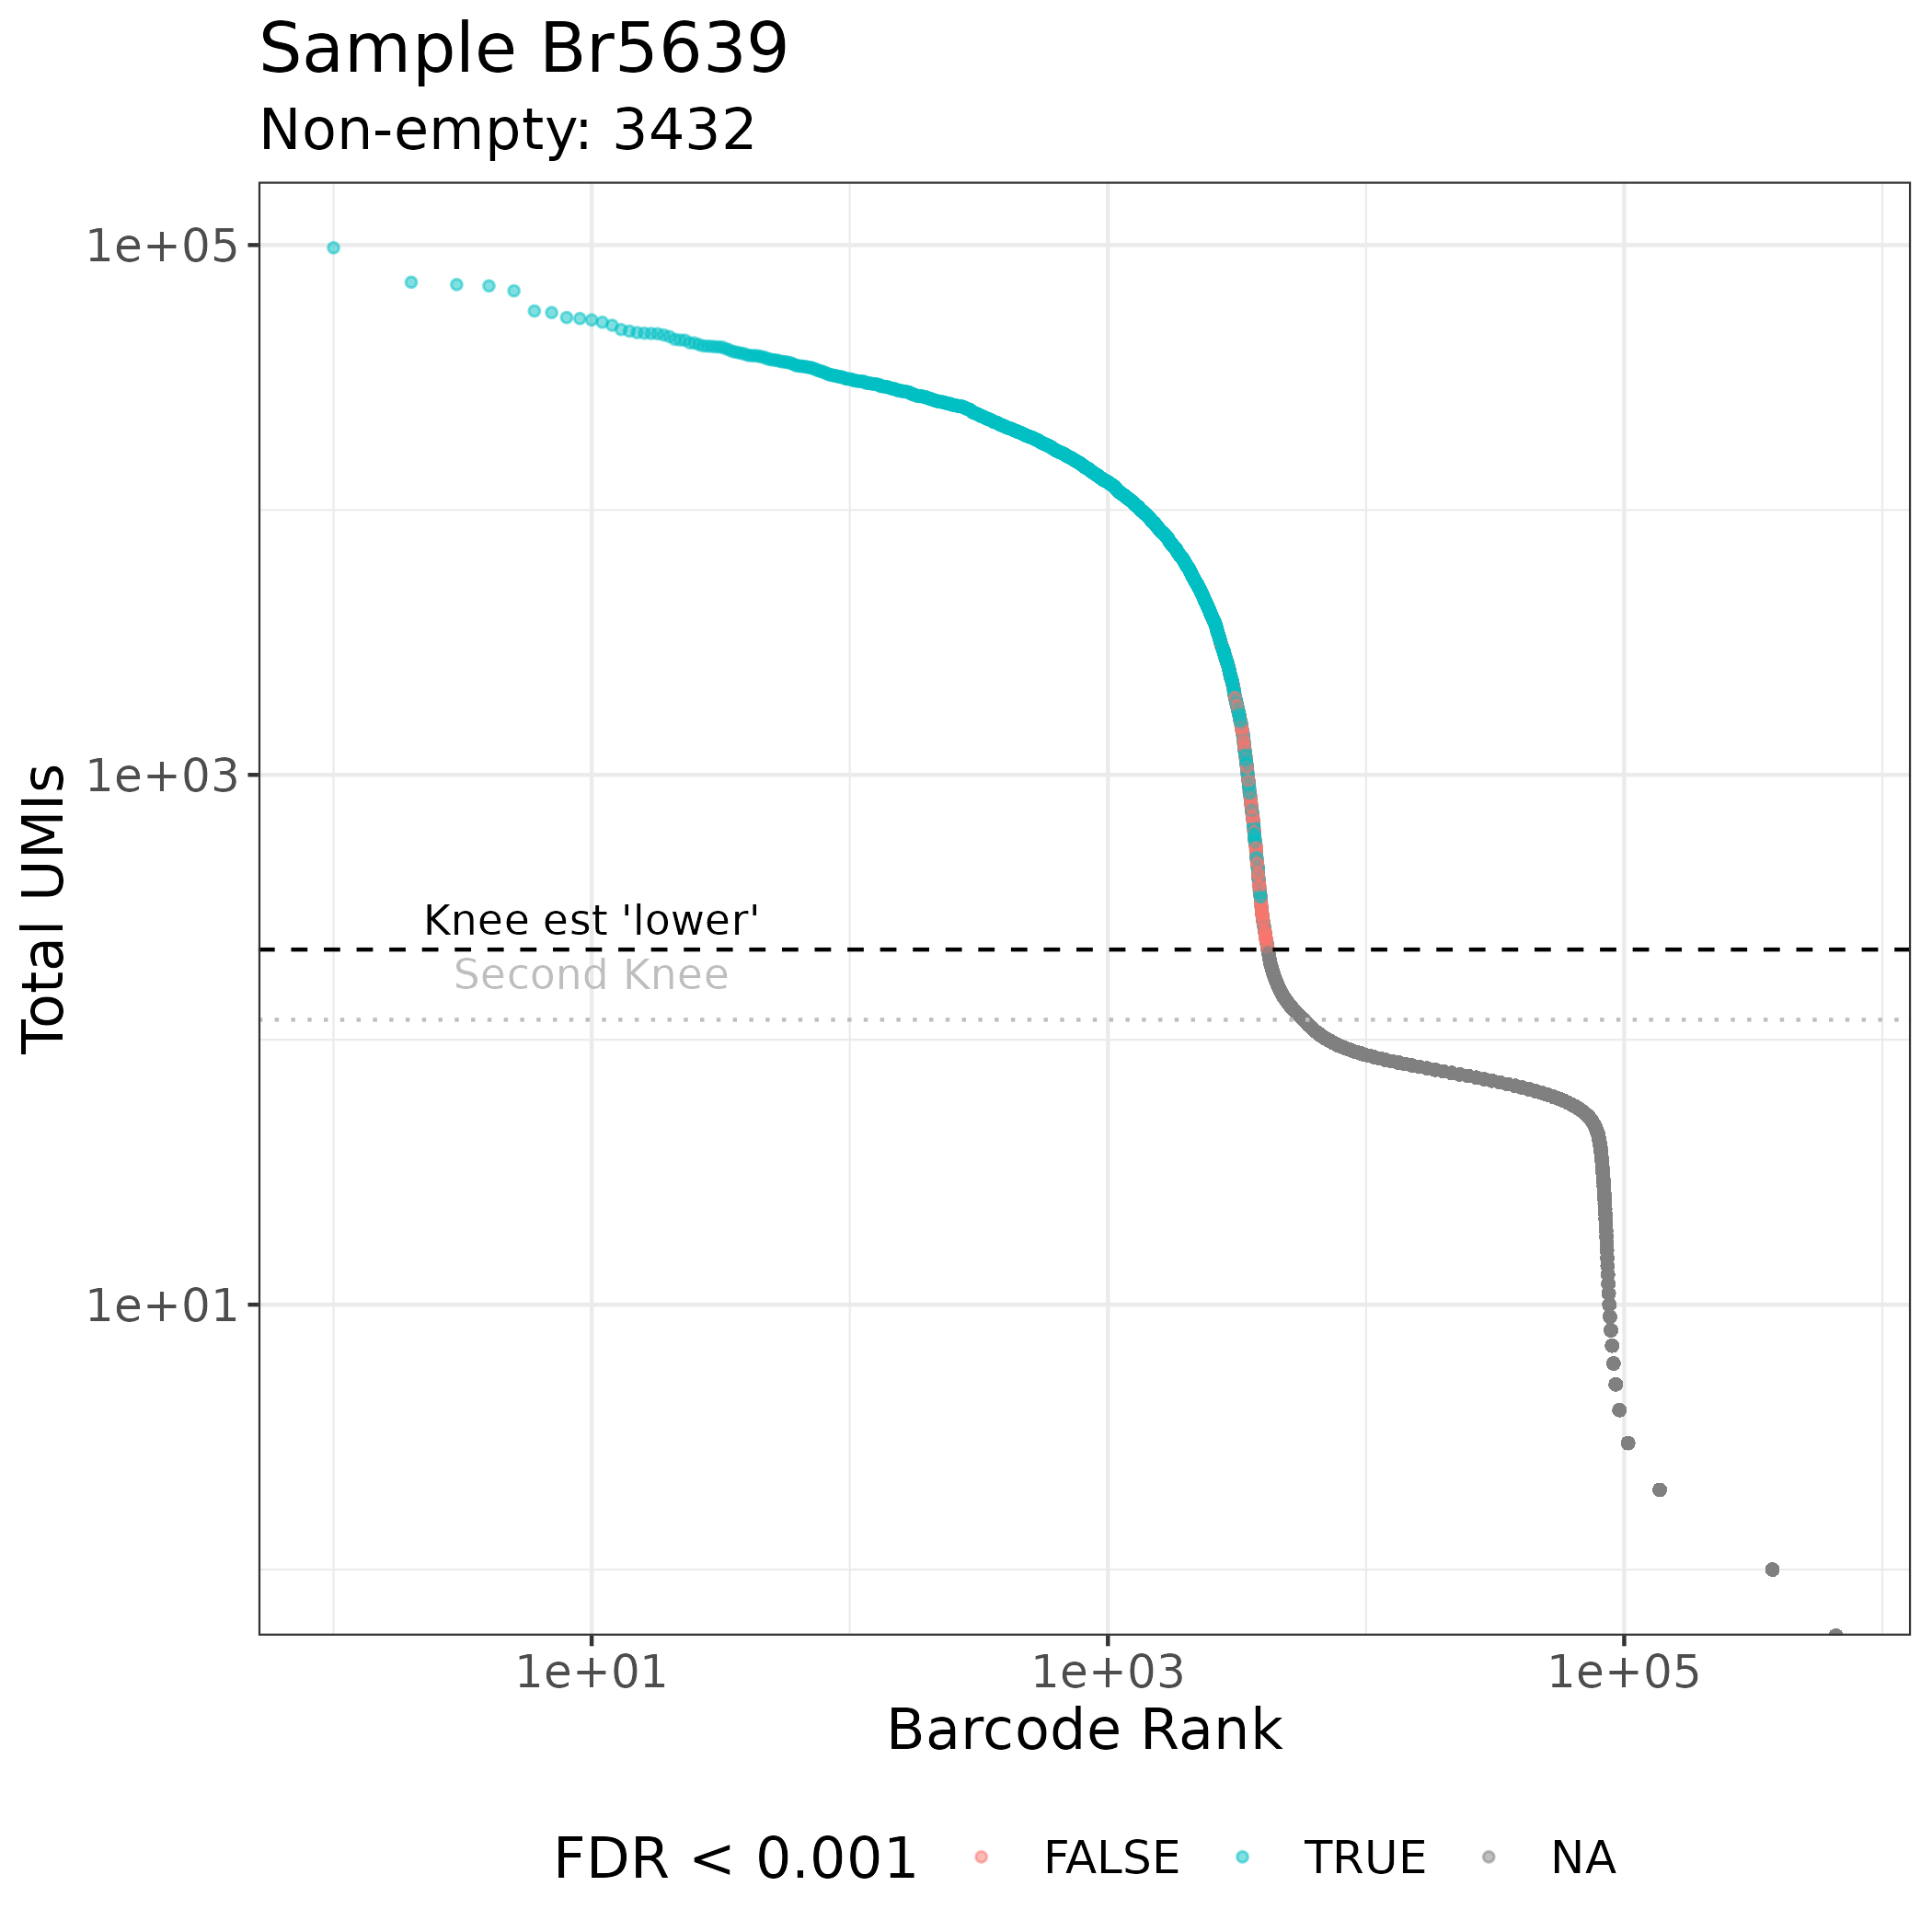 Sample Br5639
Non-empty: 3432
Total UMIs
1e+05
1e+03
1e+01
Knee est 'lower'
Second Knee
1e+01 1e+03 1e+05
Barcode Rank
FDR < 0.001 FALSE TRUE NA